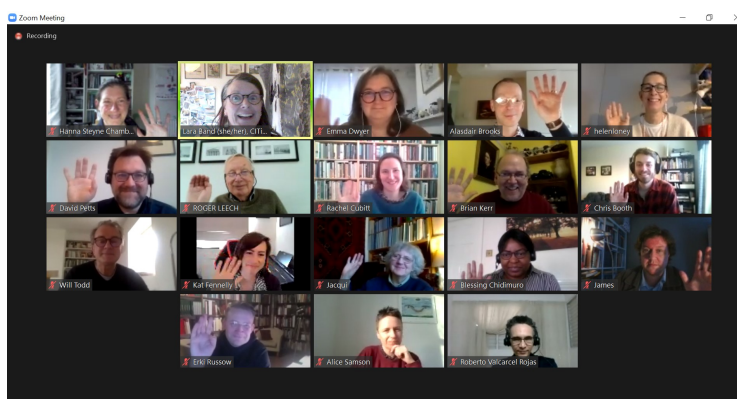 Zoom Meeting
Recording
Hanna Steyne Chamb...
Lara Band (she/her), CITi...
Emma Dwyer
Alasdair Brooks
helenloney
David Petts
ROGER LEECH
Rachel Cubitt
Brian Kerr
Chris Booth
Will Todd
Kat Fennelly
Jacqui
Blessing Chidimuro
James
Erki Russow
Alice Samson
Roberto Valcarcel Rojas